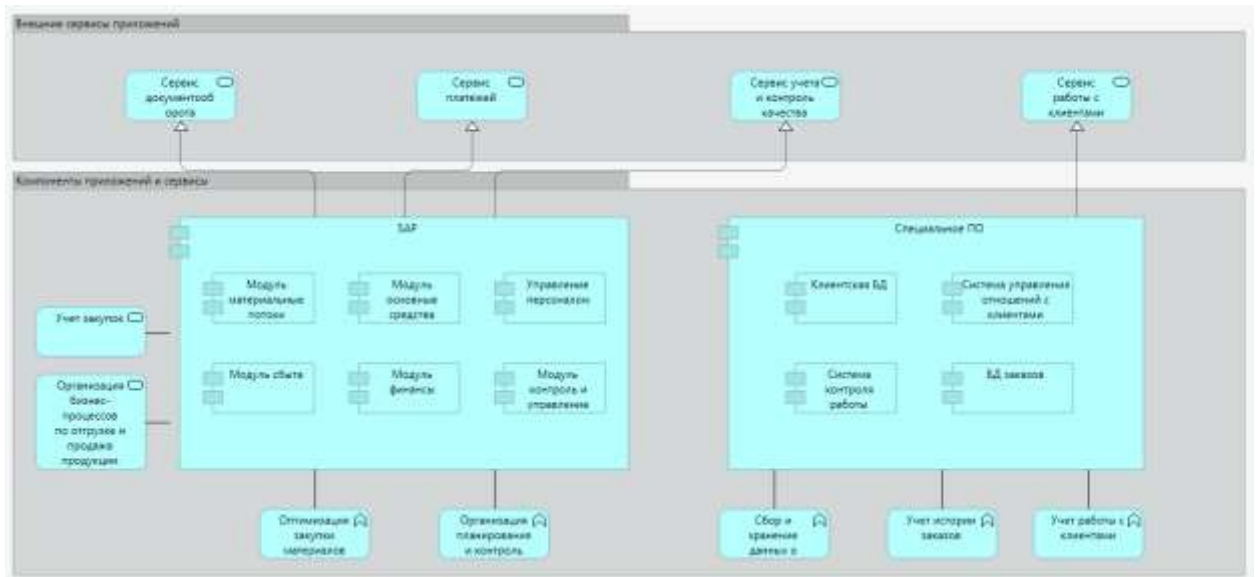 Внешние сервисы приложений
Сервис
документооб
орота
Сервис
платежей
Сервис учета
и контроль
качества
Сервис
работы с
клиентами
Компоненты приложений и сервисы
SAP
Модуль
материальные
потоки
Модуль
основные
средства
Управление
персоналом
Модуль сбыта
Модуль
финансы
Модуль
контроль и
управление
Специальное ПО
Клиентская БД
Система управления
отношений с
клиентами
Система
контроля
работы
БД заказов
Учет закупок
Организация
бизнес-
процессов
по отгрузке и
продажа
продукции
Оптимизация
закупки
материалов
Организация
планирования
и контроль
Сбор и
хранение
данных о
Учет истории
заказов
Учет работы с
клиентами